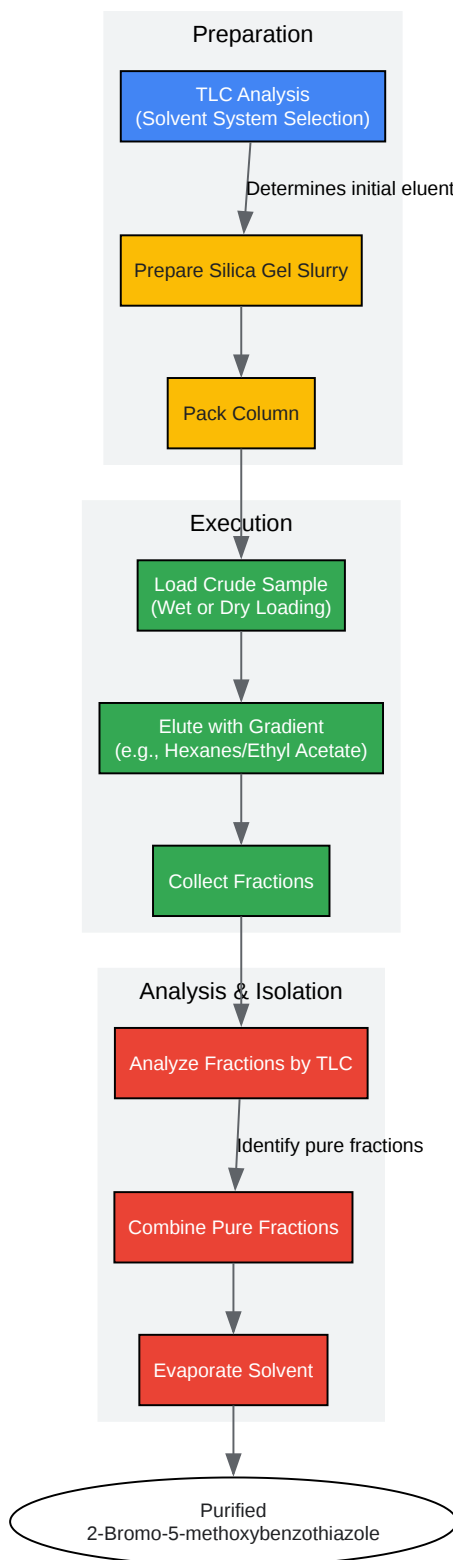 Preparation
TLC Analysis
(Solvent System Selection)
Determines initial eluent
Prepare Silica Gel Slurry
Pack Column
Execution
Load Crude Sample
(Wet or Dry Loading)
Elute with Gradient
(e.g., Hexanes/Ethyl Acetate)
Collect Fractions
Analysis & Isolation
Analyze Fractions by TLC
Identify pure fractions
Combine Pure Fractions
Evaporate Solvent
Purified
2-Bromo-5-methoxybenzothiazole